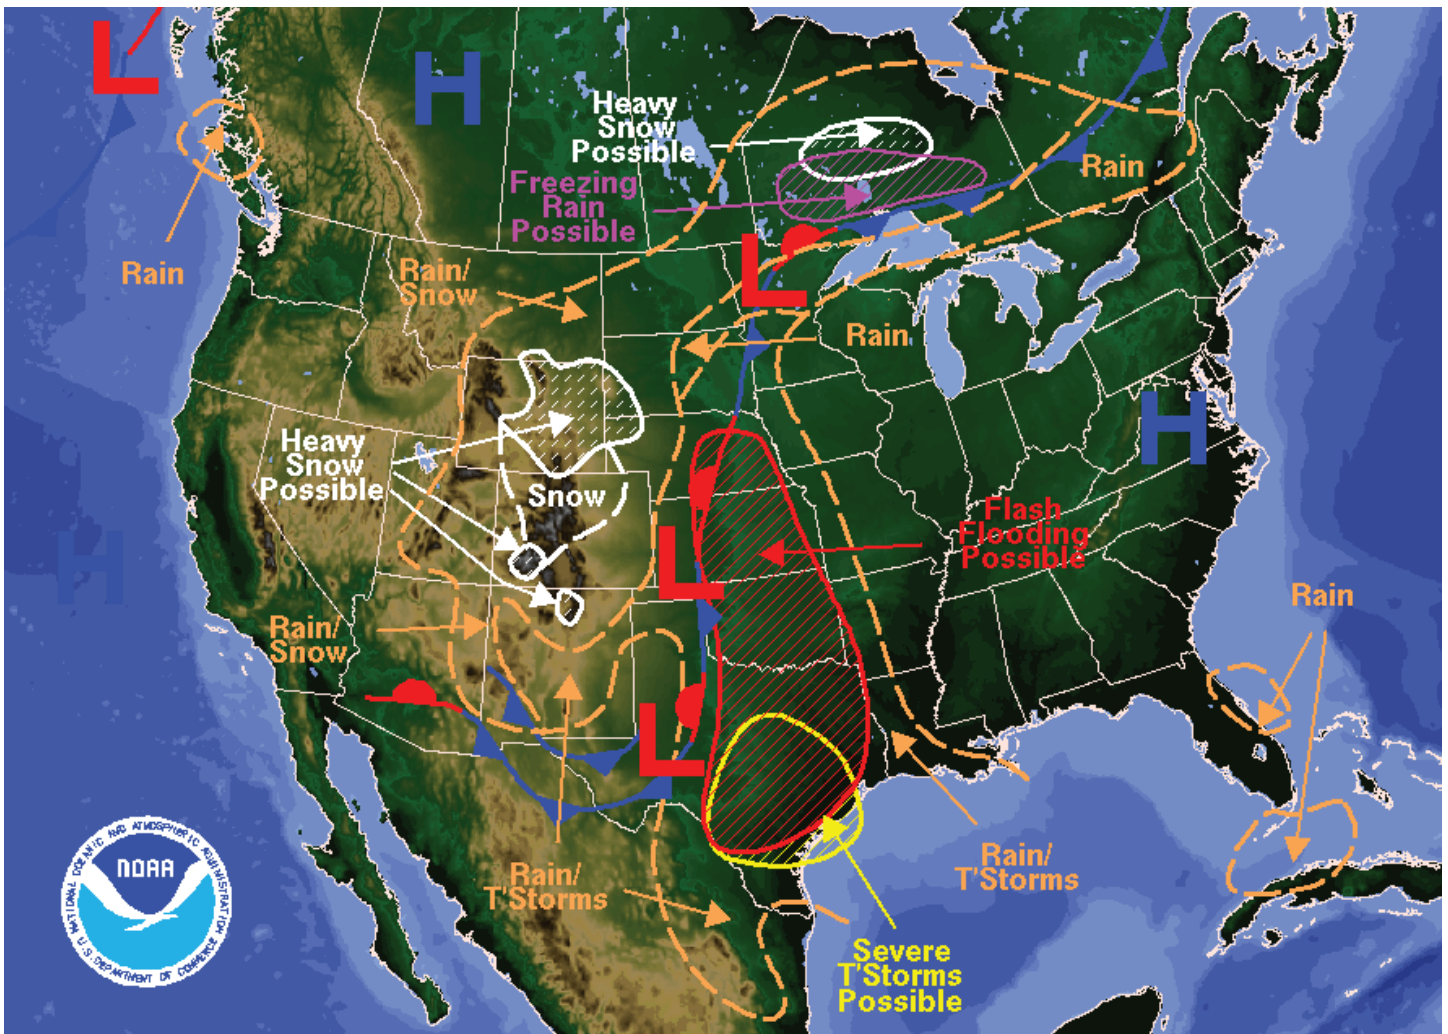 L
H
Heavy
Snow
Possible
Freezing
Rain
Possible
Rain
Rain
Rain/
Snow
L
Rain
Heavy
Snow
Possible
Snow
H
H
Flash
Flooding
Possible
L
Rain/
Snow
Rain
L
Rain/
T'Storms
Rain/
T'Storms
Severe
T'Storms
Possible
NATIONAL OCEANIC AND ATMOSPHERIC ADMINISTRATION
NOAA
U.S. DEPARTMENT OF COMMERCE